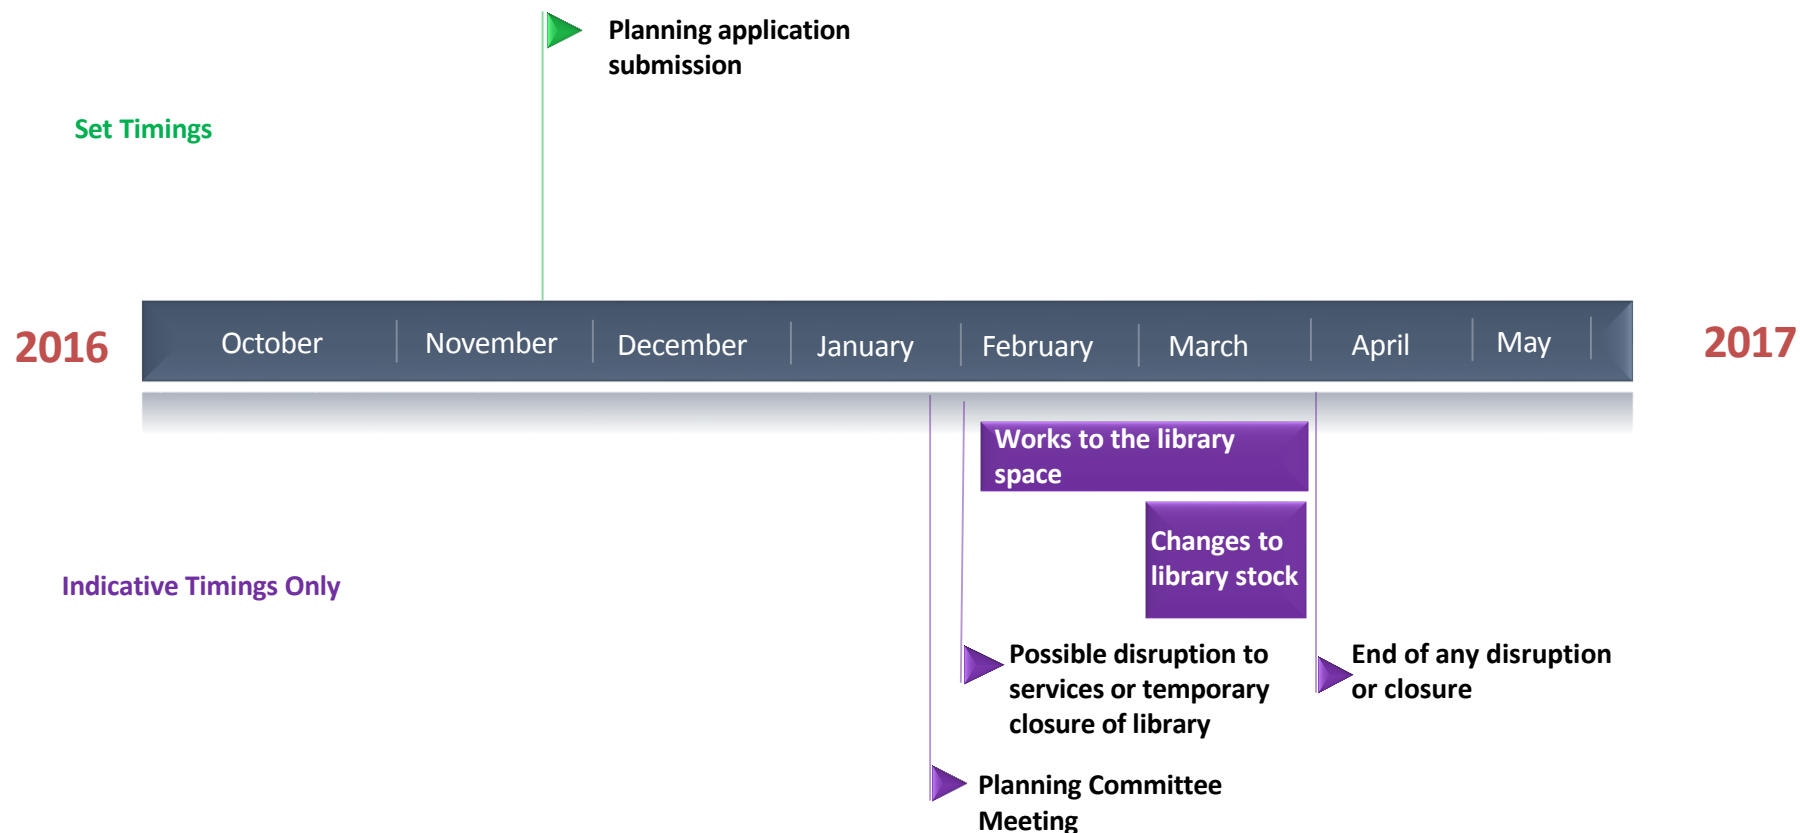 Planning application
submission
Set Timings
2016
October
November
December
January
February
March
April
May
2017
Works to the library
space
Changes to
library stock
Indicative Timings Only
Possible disruption to
services or temporary
closure of library
End of any disruption
or closure
Planning Committee
Meeting